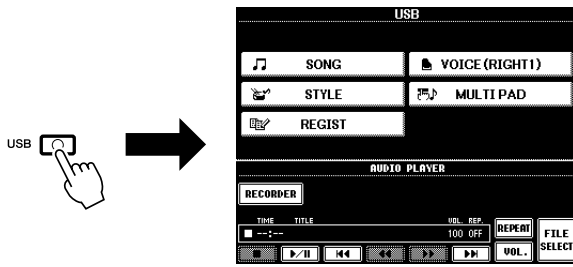 USB
USB
SONG
VOICE(RIGHT1)
STYLE
MULTI PAD
REGIST
AUDIO PLAYER
RECORDER
TIME TITLE VOL. REP.
--:-- 100 OFF
REPEAT
VOL.
FILE
SELECT